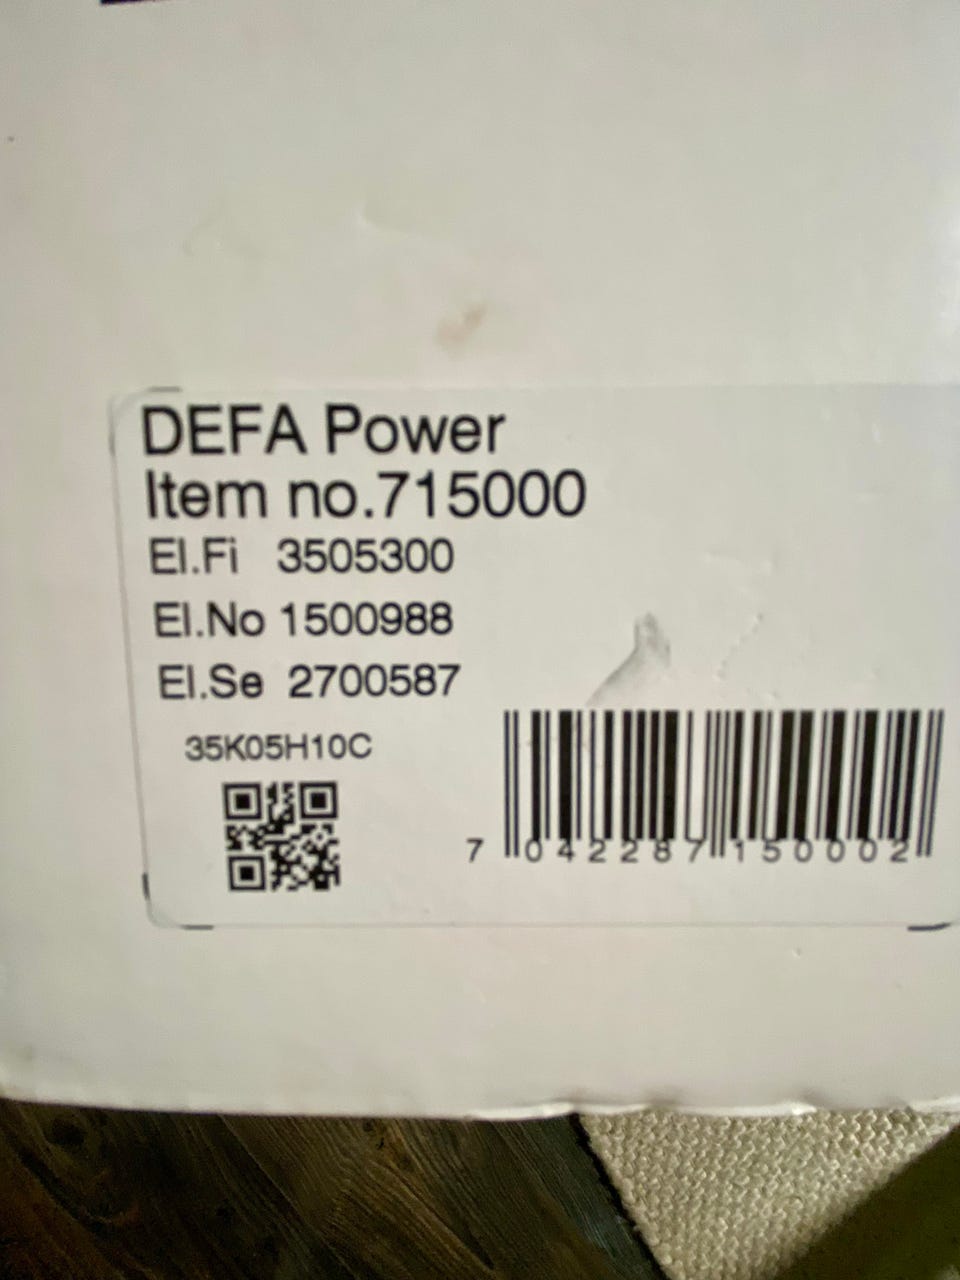 DEFA Power
Item no.715000
El.Fi 3505300
El.No 1500988
El.Se 2700587
35K05H10C
7 042287 150002